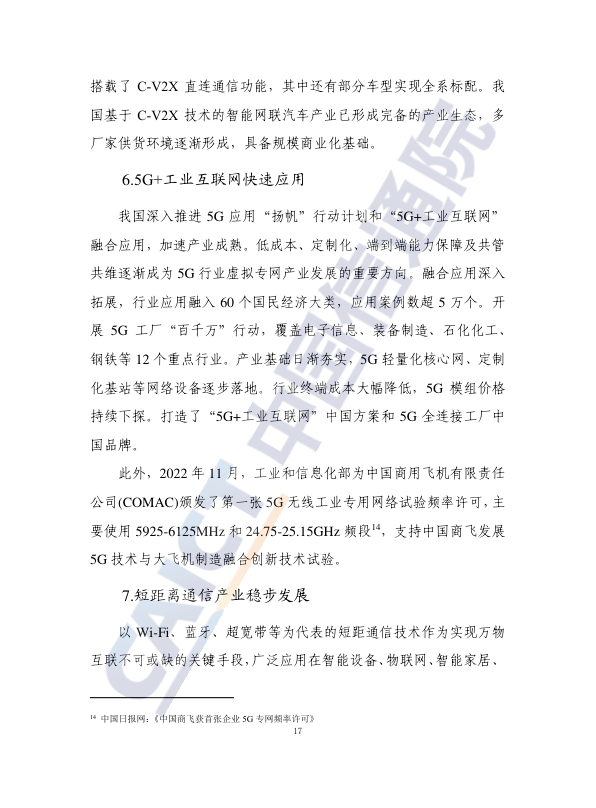 搭载了 C-V2X 直连通信功能，其中还有部分车型实现全系标配。我
国基于 C-V2X 技术的智能网联汽车产业已形成完备的产业生态，多
厂家供货环境逐渐形成，具备规模商业化基础。
6.5G+工业互联网快速应用
我国深入推进 5G 应用“扬帆”行动计划和“5G+工业互联网”
融合应用，加速产业成熟。低成本、定制化、端到端能力保障及共管
共维逐渐成为 5G 行业虚拟专网产业发展的重要方向。融合应用深入
拓展，行业应用融入 60 个国民经济大类，应用案例数超 5 万个。开
展 5G 工厂“百千万”行动，覆盖电子信息、装备制造、石化化工、
钢铁等 12 个重点行业。产业基础日渐夯实，5G 轻量化核心网、定制
化基站等网络设备逐步落地。行业终端成本大幅降低，5G 模组价格
持续下探。打造了“5G+工业互联网”中国方案和 5G 全连接工厂中
国品牌。
此外，2022 年 11 月，工业和信息化部为中国商用飞机有限责任
公司(COMAC)颁发了第一张 5G 无线工业专用网络试验频率许可，主
要使用 5925-6125MHz 和 24.75-25.15GHz 频段14，支持中国商飞发展
5G 技术与大飞机制造融合创新技术试验。
7.短距离通信产业稳步发展
以 Wi-Fi、蓝牙、超宽带等为代表的短距通信技术作为实现万物
互联不可或缺的关键手段，广泛应用在智能设备、物联网、智能家居、
14 中国日报网：《中国商飞获首张企业 5G 专网频率许可》
17
CAICT 中国信通院